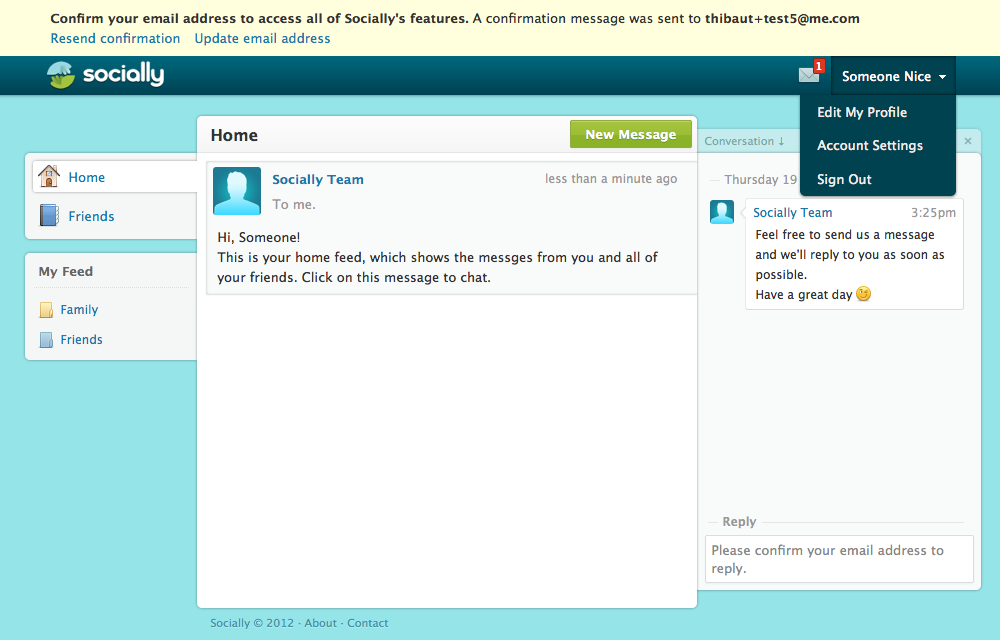 Confirm your email address to access all of Socially's features. A confirmation message was sent to thibaut+test5@me.com
Resend confirmation Update email address
socially
1
Someone Nice
Edit My Profile
Account Settings
Sign Out
Home
Friends
My Feed
Family
Friends
Home
New Message
Socially Team
less than a minute ago
To me.
Hi, Someone!
This is your home feed, which shows the messges from you and all of
your friends. Click on this message to chat.
Conversation ↓
×
Thursday 19
Socially Team
3:25pm
Feel free to send us a message
and we'll reply to you as soon as
possible.
Have a great day
Reply
Please confirm your email address to
reply.
Socially © 2012 · About · Contact